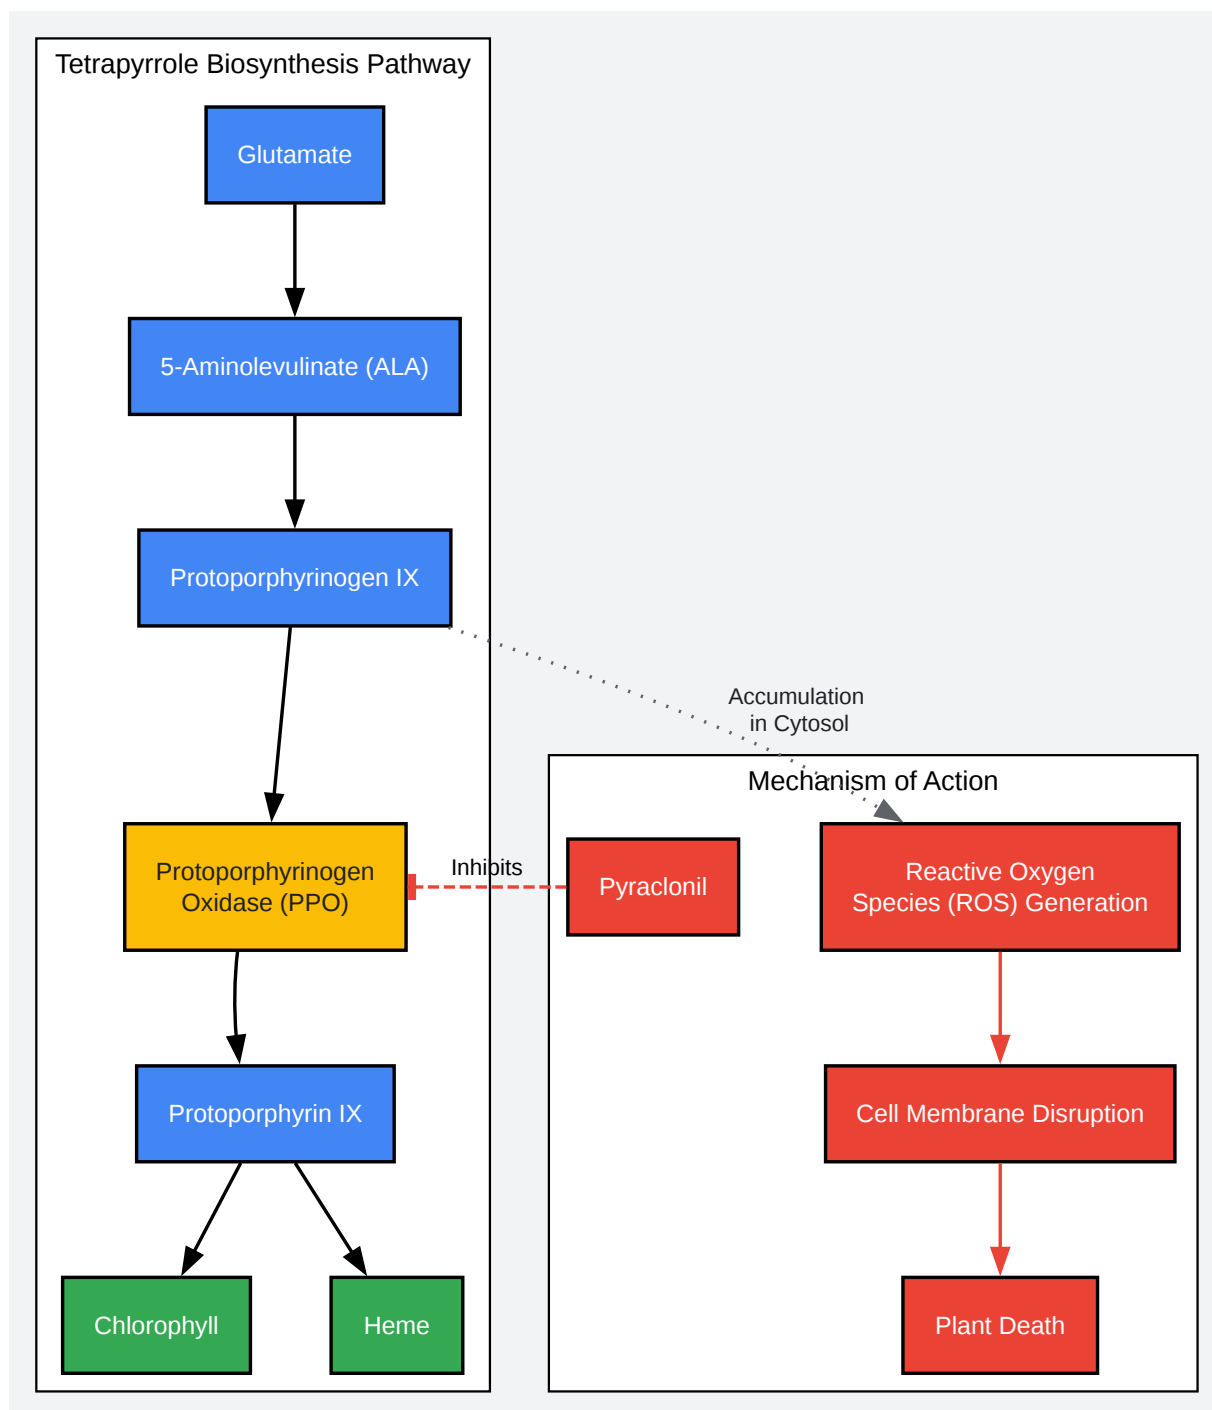 Tetrapyrrole Biosynthesis Pathway
Glutamate
5-Aminolevulinate (ALA)
Protoporphyrinogen IX
Accumulation
in Cytosol
Mechanism of Action
Protoporphyrinogen
Oxidase (PPO)
Inhibits
Pyraclonil
Reactive Oxygen
Species (ROS) Generation
Protoporphyrin IX
Cell Membrane Disruption
Chlorophyll
Heme
Plant Death